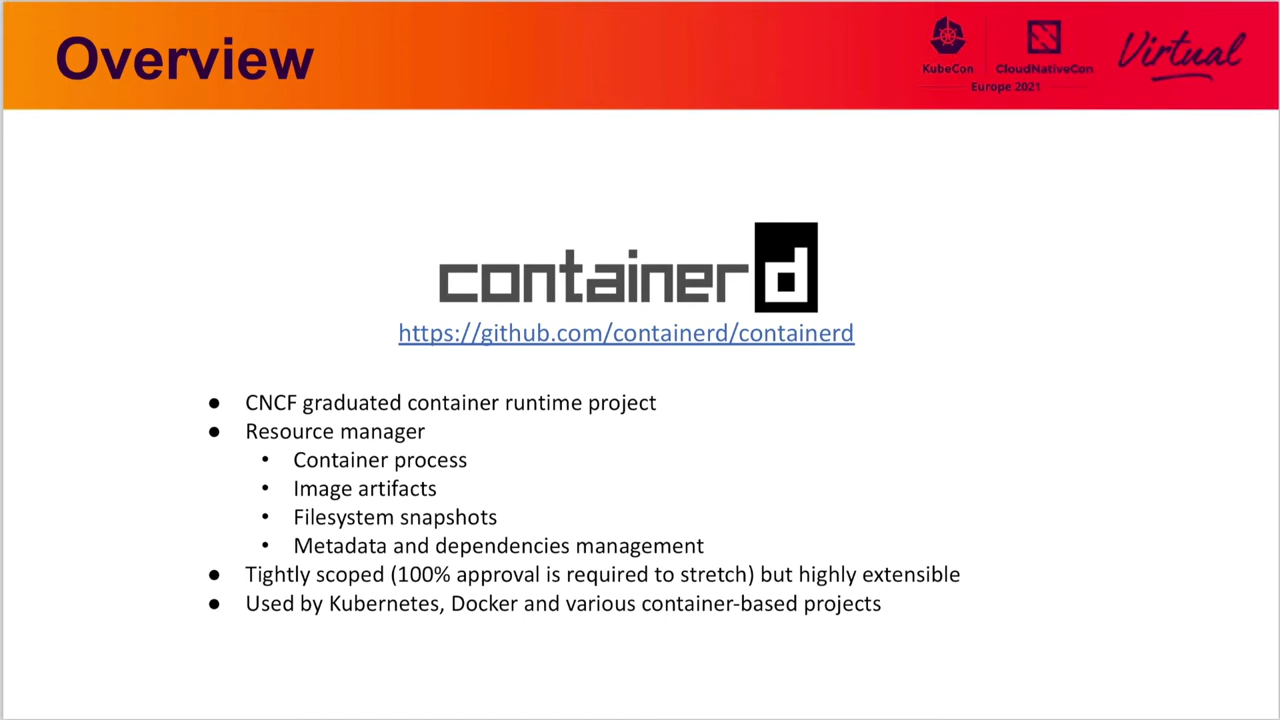 Overview
KubeCon
CloudNativeCon
Europe 2021
Virtual
containerd
https://github.com/containerd/containerd
● CNCF graduated container runtime project
● Resource manager
• Container process
• Image artifacts
• Filesystem snapshots
• Metadata and dependencies management
● Tightly scoped (100% approval is required to stretch) but highly extensible
● Used by Kubernetes, Docker and various container-based projects